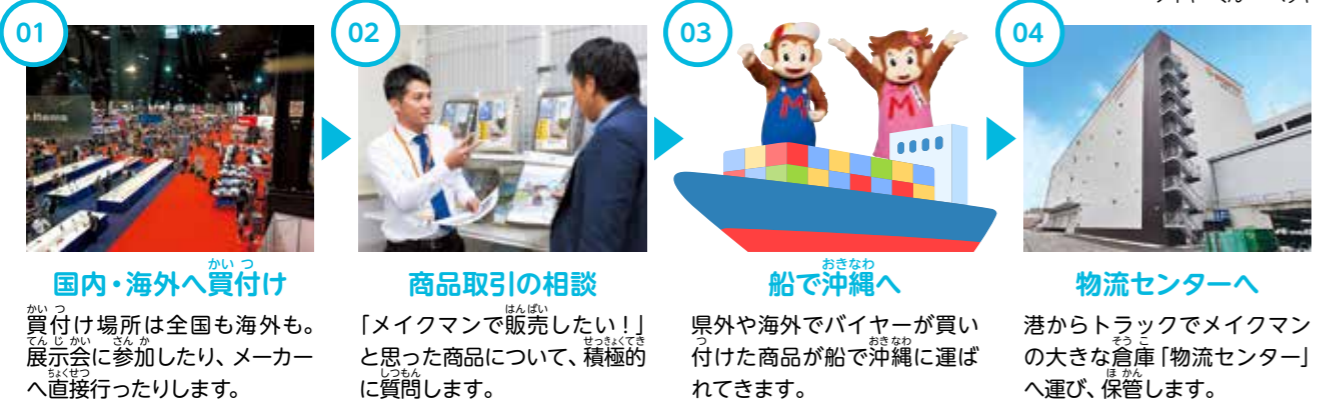 01
国内・海外へ買付け
買付け場所は全国も海外も。
展示会に参加したり、メーカー
へ直接行ったりします。
02
商品取引の相談
「メイクマンで販売したい!」
と思った商品について、積極的
に質問します。
03
M
M
船で沖縄へ
県外や海外でバイヤーが買い
付けた商品が船で沖縄に運ば
れてきます。
04
物流センターへ
港からトラックでメイクマン
の大きな倉庫「物流センター」
へ運び、保管します。